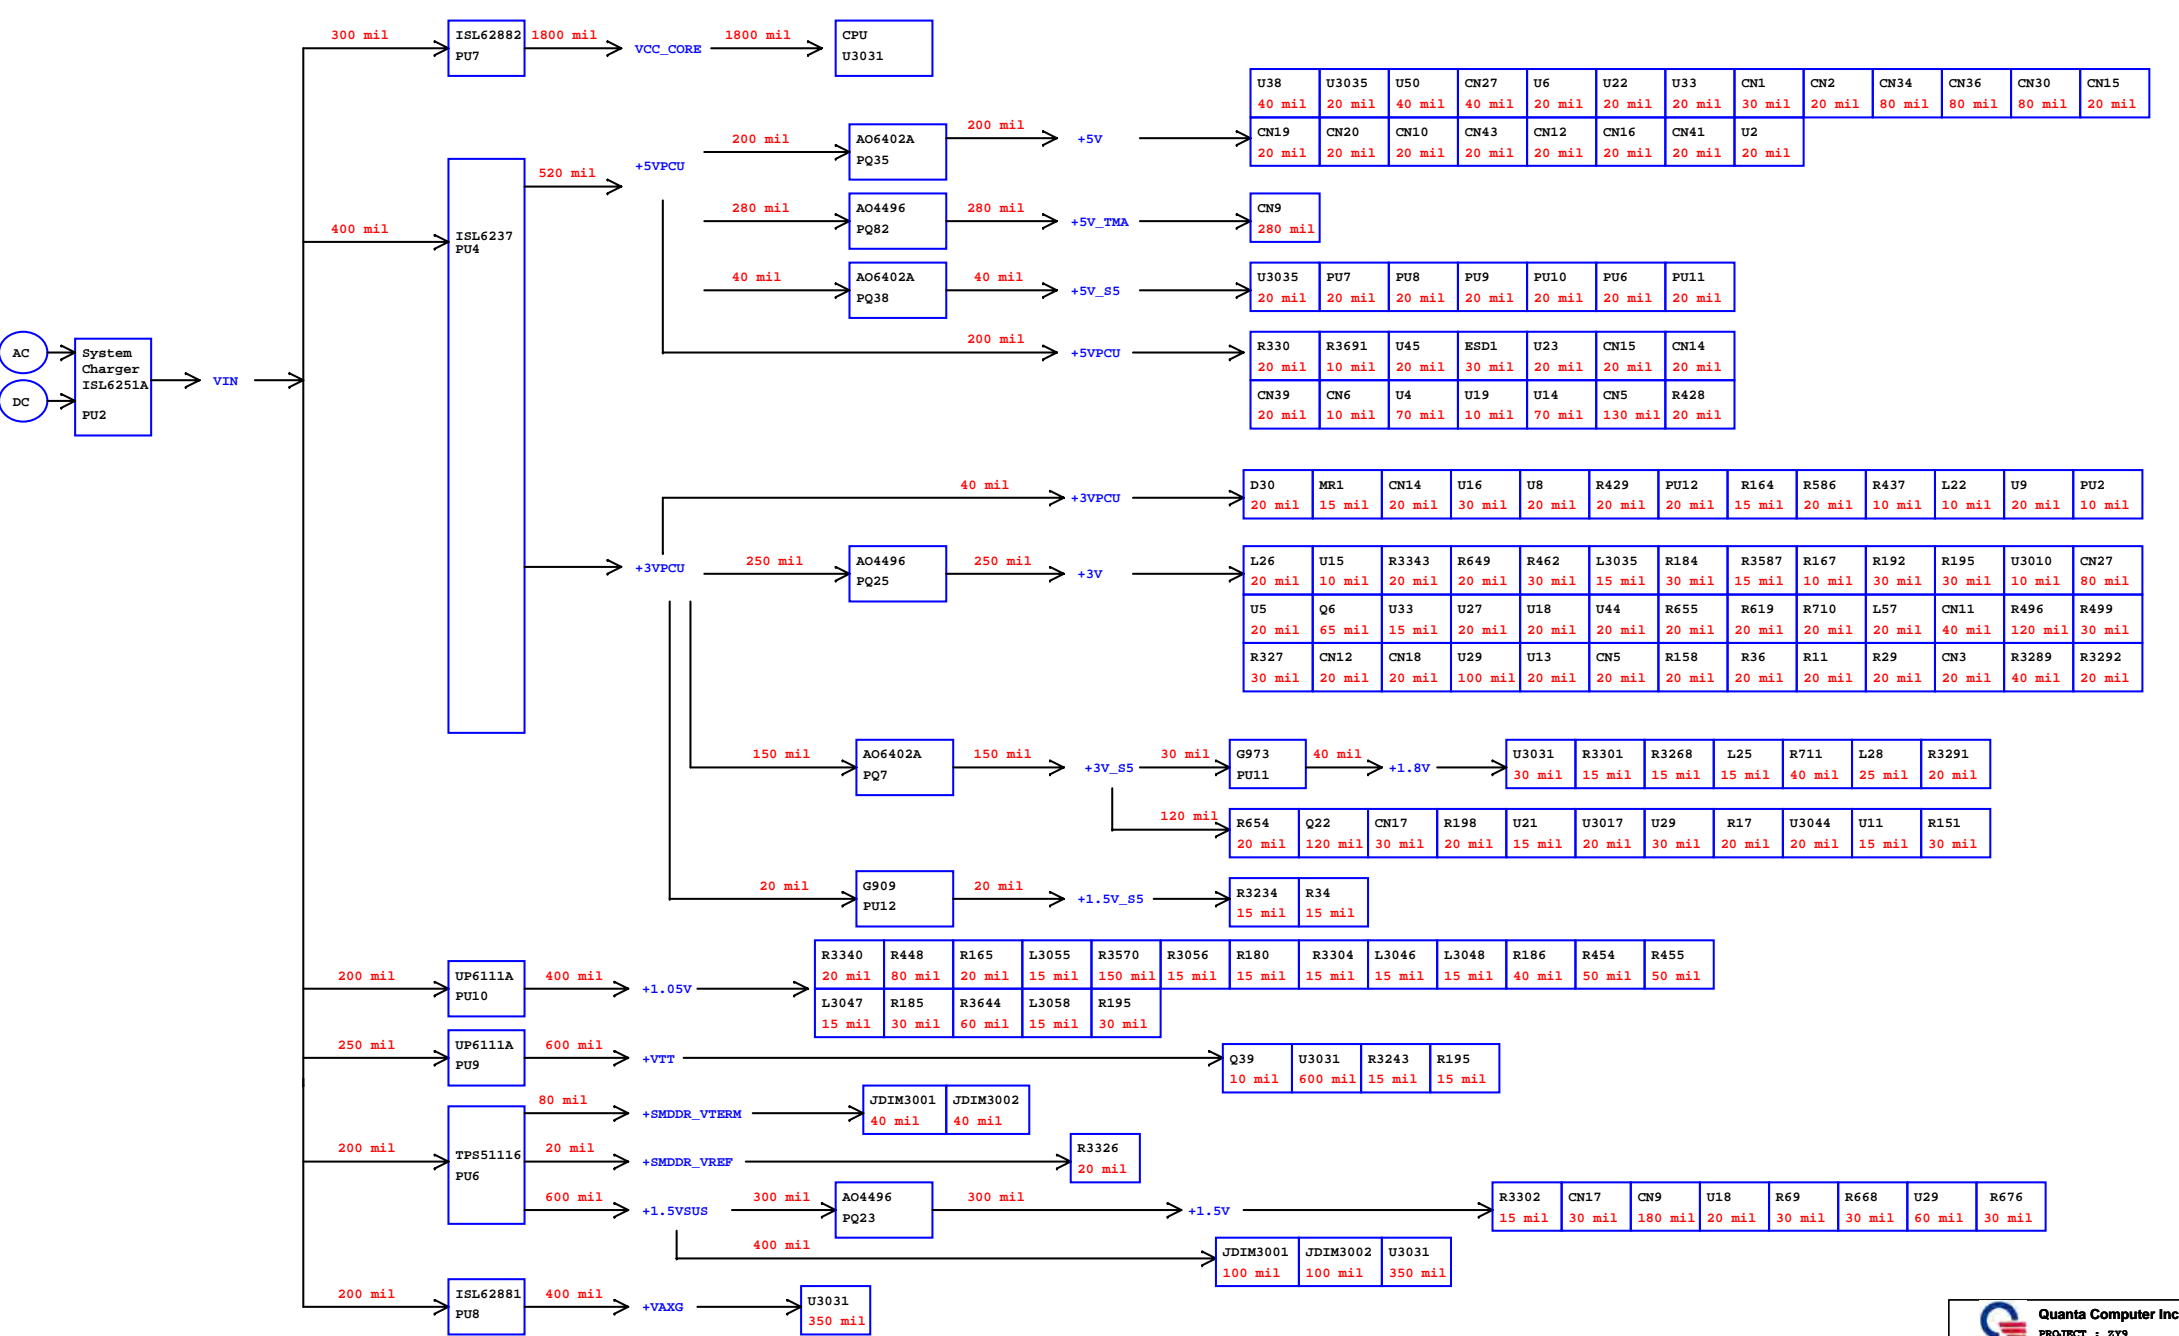 300 mil
ISL62882
PU7
1800 mil
VCC_CORE
1800 mil
CPU
U3031
U38 U3035 U50 CN27 U6 U22 U33 CN1 CN2 CN34 CN36 CN30 CN15
40 mil 20 mil 40 mil 40 mil 20 mil 20 mil 20 mil 30 mil 20 mil 80 mil 80 mil 80 mil 20 mil
200 mil
AO6402A
PQ35
200 mil
+5V
CN19 CN20 CN10 CN43 CN12 CN16 CN41 U2
20 mil 20 mil 20 mil 20 mil 20 mil 20 mil 20 mil 20 mil
520 mil
+5VPCU
280 mil
AO4496
PQ82
280 mil
+5V_TMA
CN9
280 mil
400 mil
ISL6237
PU4
40 mil
AO6402A
PQ38
40 mil
+5V_S5
U3035 PU7 PU8 PU9 PU10 PU6 PU11
20 mil 20 mil 20 mil 20 mil 20 mil 20 mil 20 mil
200 mil
+5VPCU
R330 R3691 U45 ESD1 U23 CN15 CN14
20 mil 10 mil 20 mil 30 mil 20 mil 20 mil 20 mil
CN39 CN6 U4 U19 U14 CN5 R428
20 mil 10 mil 70 mil 10 mil 70 mil 130 mil 20 mil
AC
DC
System
Charger
ISL6251A
PU2
VIN
40 mil
+3VPCU
D30 MR1 CN14 U16 U8 R429 PU12 R164 R586 R437 L22 U9 PU2
20 mil 15 mil 20 mil 30 mil 20 mil 20 mil 20 mil 15 mil 20 mil 10 mil 10 mil 20 mil 10 mil
+3VPCU
250 mil
AO4496
PQ25
250 mil
+3V
L26 U15 R3343 R649 R462 L3035 R184 R3587 R167 R192 R195 U3010 CN27
20 mil 10 mil 20 mil 20 mil 30 mil 15 mil 30 mil 15 mil 10 mil 30 mil 30 mil 10 mil 80 mil
U5 Q6 U33 U27 U18 U44 R655 R619 R710 L57 CN11 R496 R499
20 mil 65 mil 15 mil 20 mil 20 mil 20 mil 20 mil 20 mil 20 mil 20 mil 40 mil 120 mil 30 mil
R327 CN12 CN18 U29 U13 CN5 R158 R36 R11 R29 CN3 R3289 R3292
30 mil 20 mil 20 mil 100 mil 20 mil 20 mil 20 mil 20 mil 20 mil 20 mil 20 mil 40 mil 20 mil
150 mil
AO6402A
PQ7
150 mil
+3V_S5
30 mil
G973
PU11
40 mil
+1.8V
U3031 R3301 R3268 L25 R711 L28 R3291
30 mil 15 mil 15 mil 15 mil 40 mil 25 mil 20 mil
120 mil
R654 Q22 CN17 R198 U21 U3017 U29 R17 U3044 U11 R151
20 mil 120 mil 30 mil 20 mil 15 mil 20 mil 30 mil 20 mil 20 mil 15 mil 30 mil
20 mil
G909
PU12
20 mil
+1.5V_S5
R3234 R34
15 mil 15 mil
200 mil
UP6111A
PU10
400 mil
+1.05V
R3340 R448 R165 L3055 R3570 R3056 R180 R3304 L3046 L3048 R186 R454 R455
20 mil 80 mil 20 mil 15 mil 150 mil 15 mil 15 mil 15 mil 15 mil 15 mil 40 mil 50 mil 50 mil
L3047 R185 R3644 L3058 R195
15 mil 30 mil 60 mil 15 mil 30 mil
250 mil
UP6111A
PU9
600 mil
+VTT
Q39 U3031 R3243 R195
10 mil 600 mil 15 mil 15 mil
200 mil
TPS51116
PU6
80 mil
+SMDDR_VTERM
JDIM3001 JDIM3002
40 mil 40 mil
20 mil
+SMDDR_VREF
R3326
20 mil
600 mil
+1.5VSUS
300 mil
AO4496
PQ23
300 mil
+1.5V
R3302 CN17 CN9 U18 R69 R668 U29 R676
15 mil 30 mil 180 mil 20 mil 30 mil 30 mil 60 mil 30 mil
400 mil
JDIM3001 JDIM3002 U3031
100 mil 100 mil 350 mil
200 mil
ISL62881
PU8
400 mil
+VAXG
U3031
350 mil
Quanta Computer Inc
PROJECT : ZY9